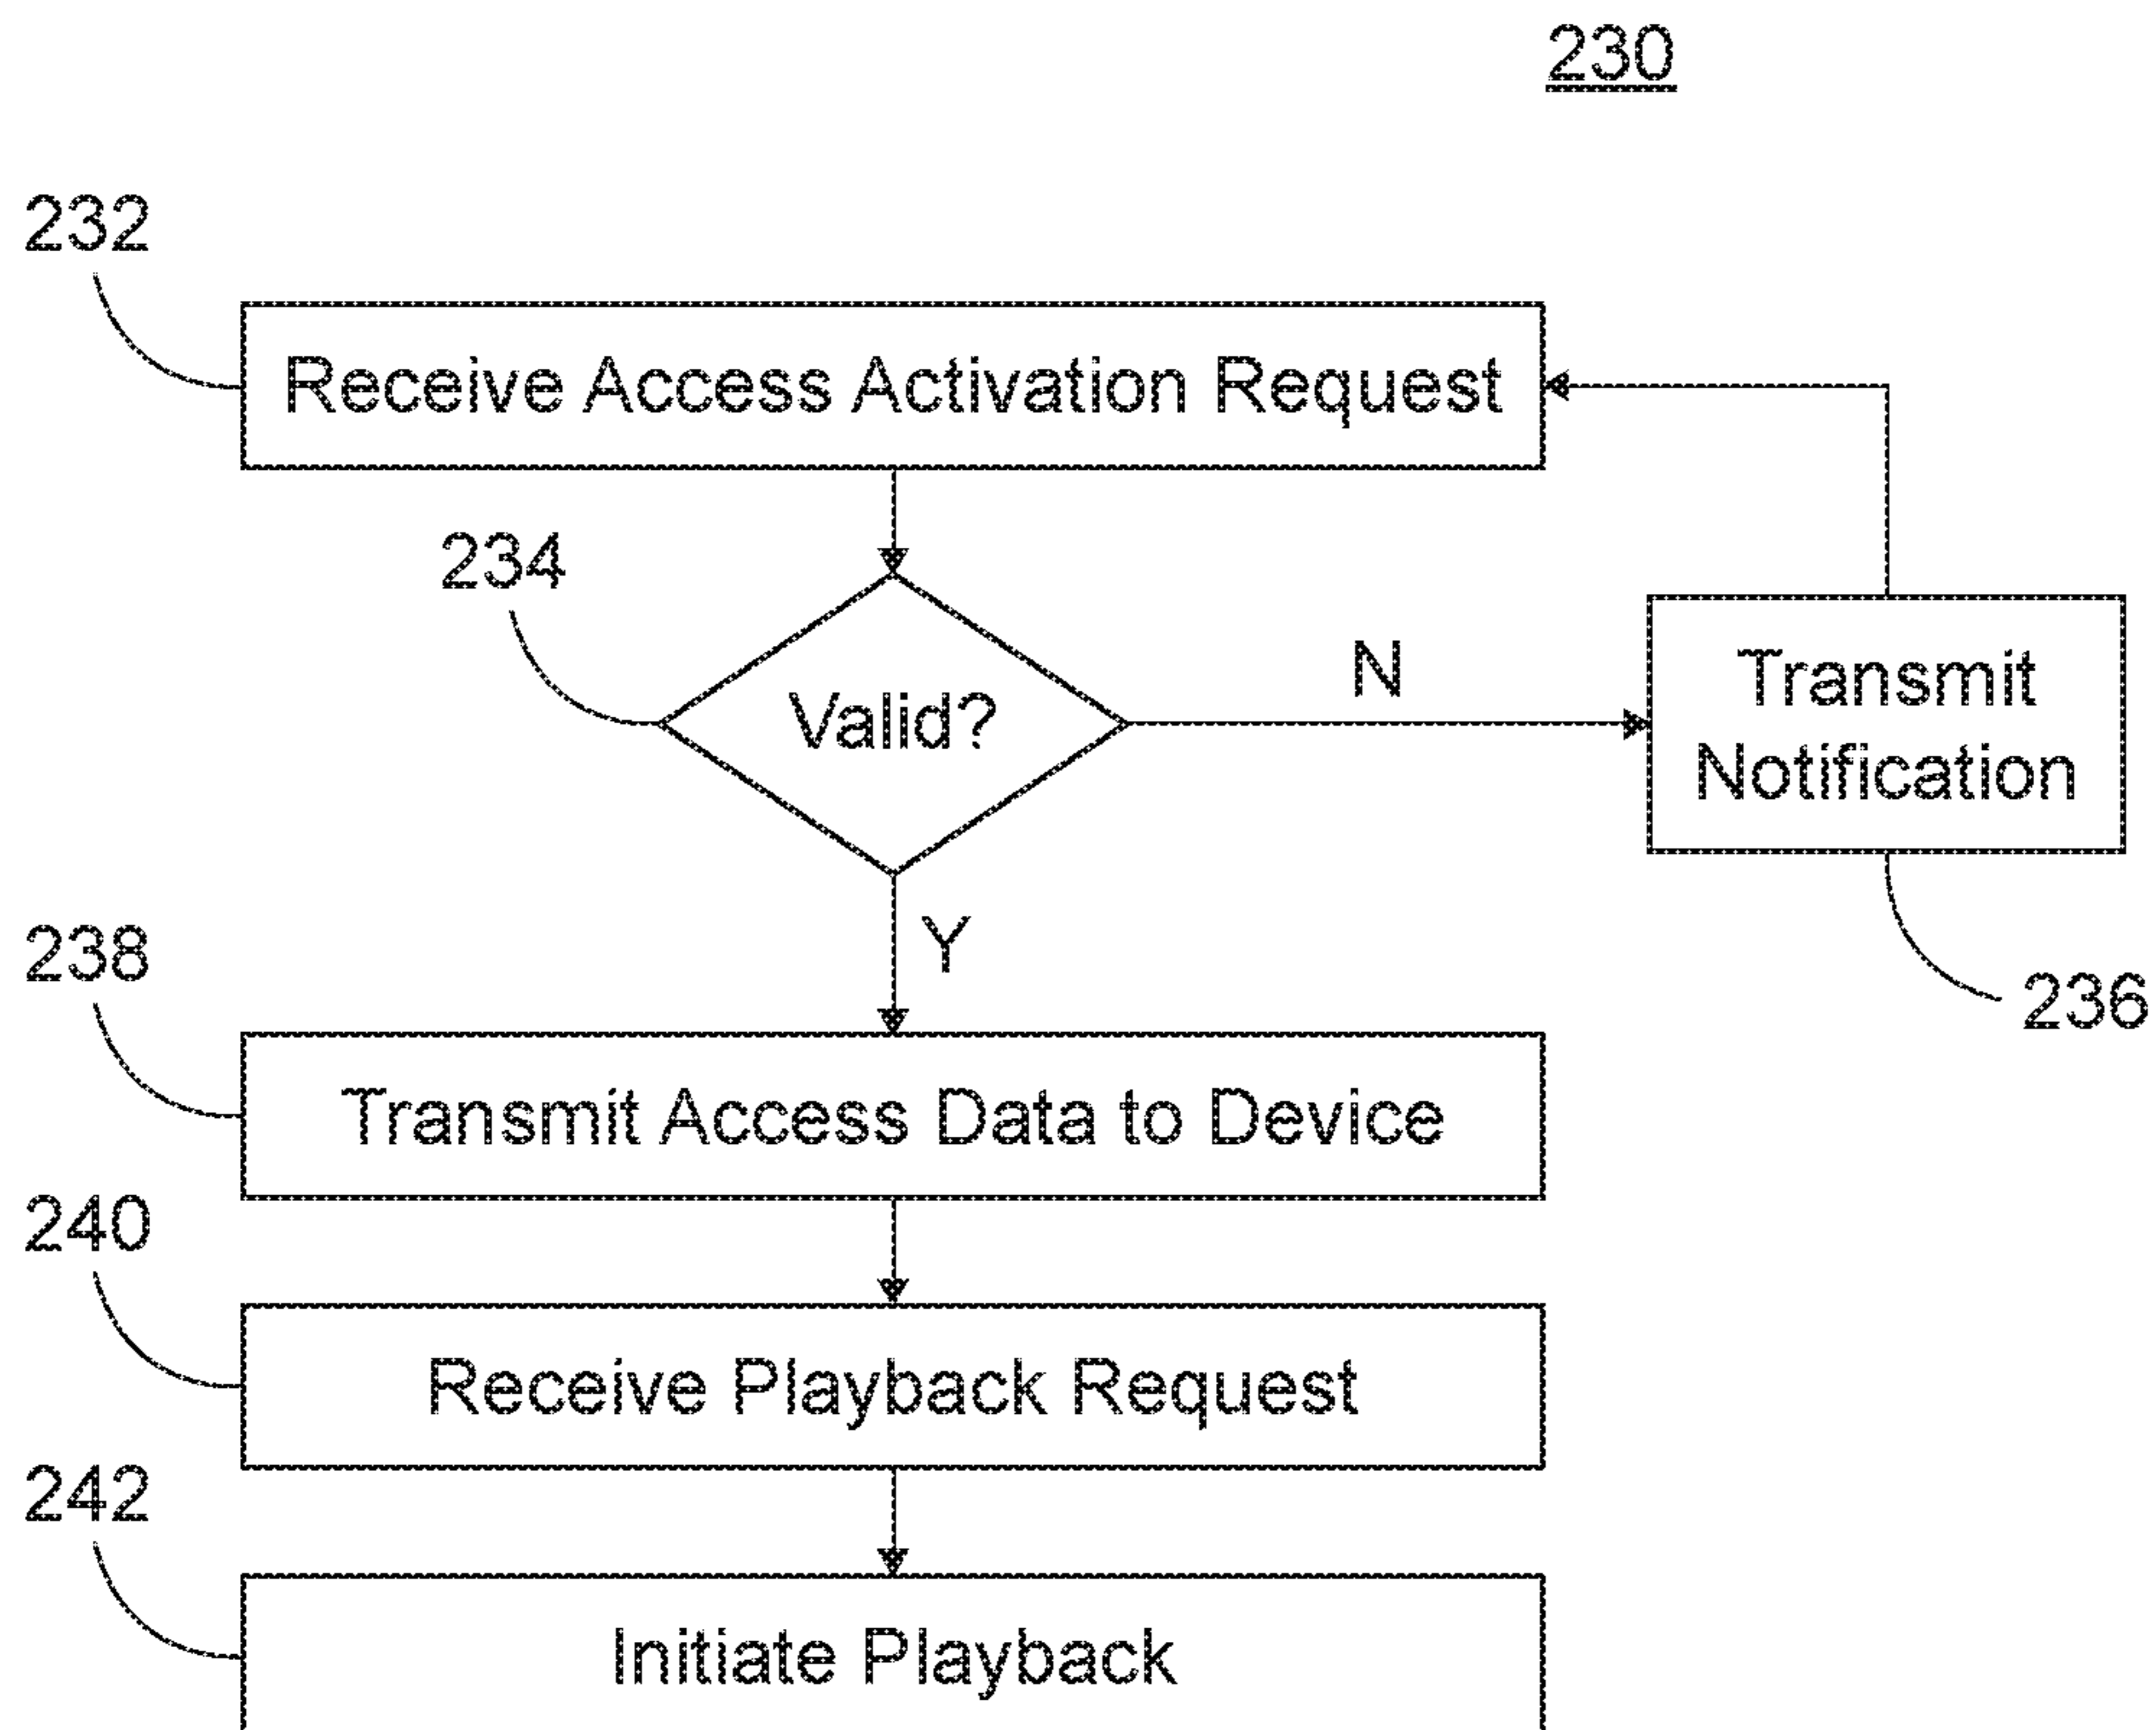 230
232
Receive Access Activation Request
234
Valid?
N
Transmit
Notification
Y
236
238
Transmit Access Data to Device
240
Receive Playback Request
242
Initiate Playback